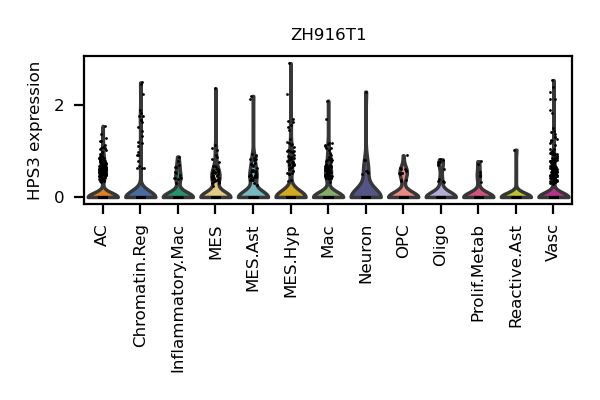 ZH916T1
HPS3 expression
2
0
AC
Chromatin.Reg
Inflammatory.Mac
MES
MES.Ast
MES.Hyp
Mac
Neuron
OPC
Oligo
Prolif.Metab
Reactive.Ast
Vasc